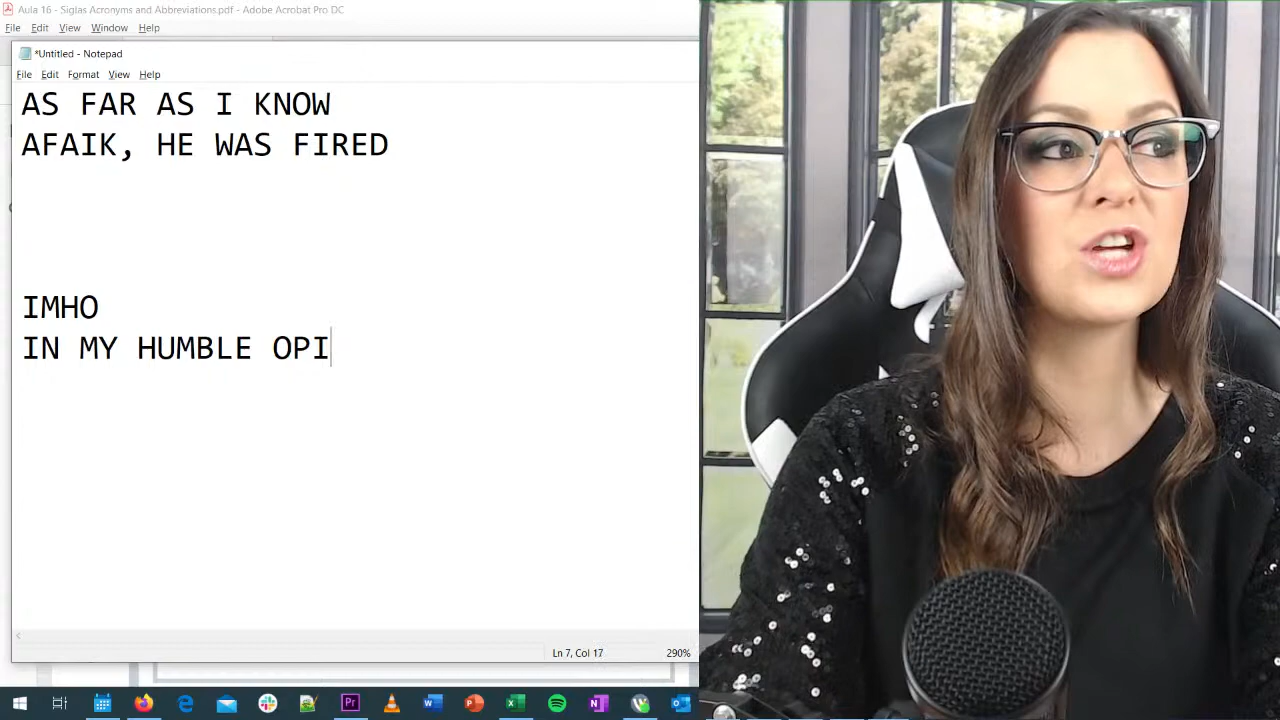 Aula 16 - Siglas Acronyms and Abbreviations.pdf - Adobe Acrobat Pro DC
File Edit View Window Help
*Untitled - Notepad
File Edit Format View Help
AS FAR AS I KNOW
AFAIK, HE WAS FIRED
IMHO
IN MY HUMBLE OPI
Ln 7, Col 17 290%